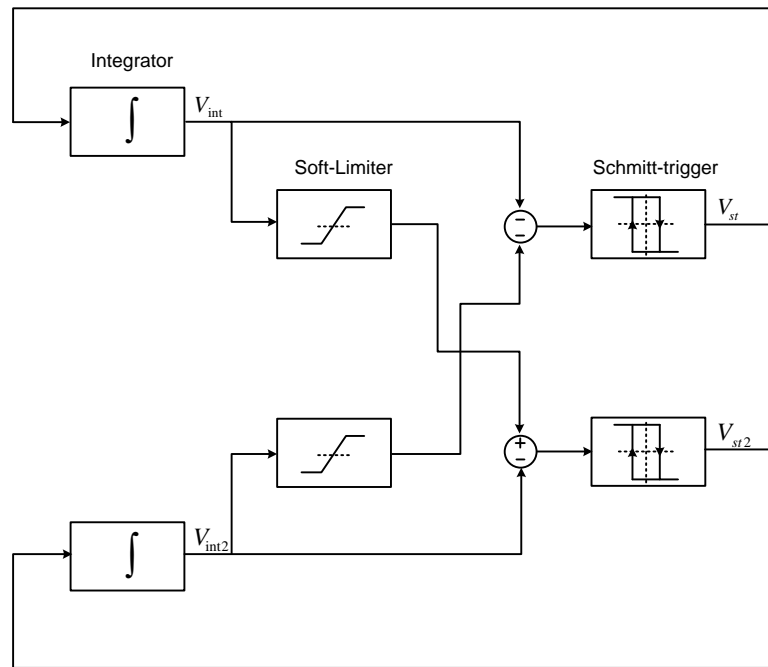 Integrator
∫
V_int
Soft-Limiter
Schmitt-trigger
−
−
V_st
+
−
V_st2
∫
V_int2